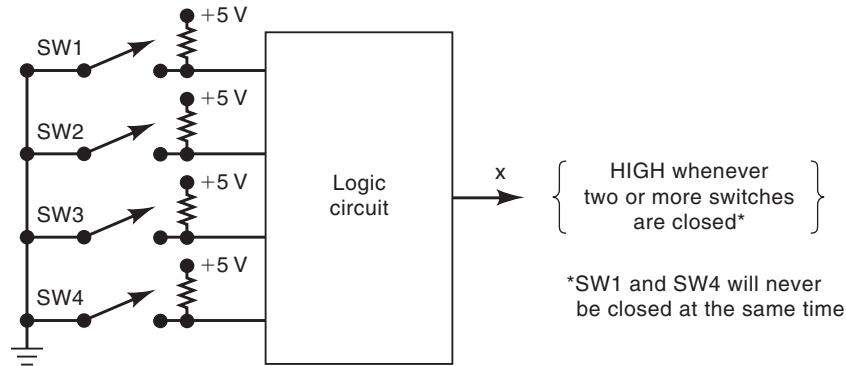 +5 V
SW1
+5 V
SW2
+5 V
SW3
+5 V
SW4
Logic
circuit
x
HIGH whenever
two or more switches
are closed*
*SW1 and SW4 will never
be closed at the same time